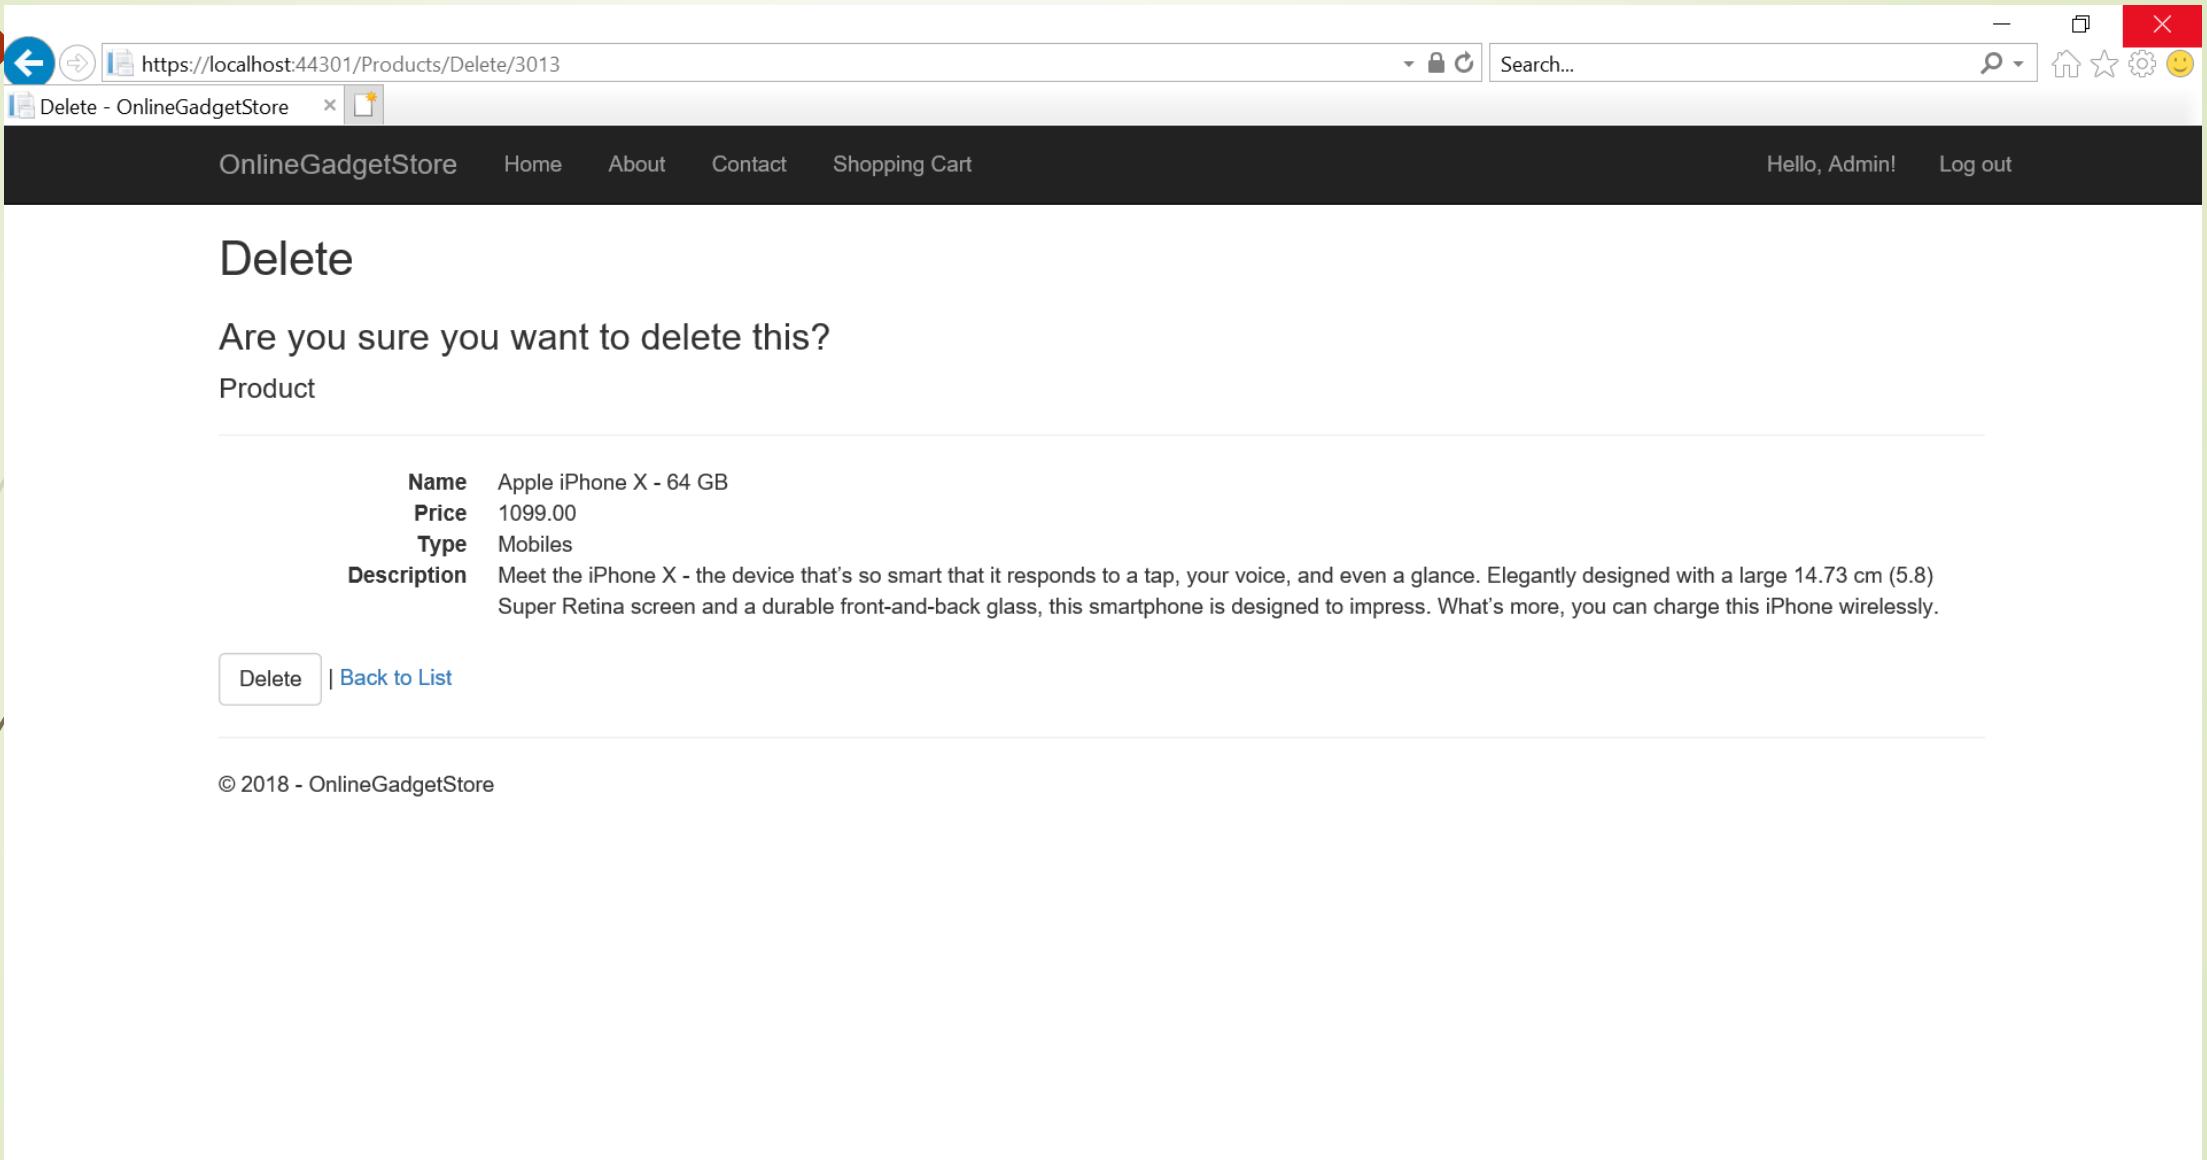 https://localhost:44301/Products/Delete/3013
Search...
Delete - OnlineGadgetStore
OnlineGadgetStore Home About Contact Shopping Cart Hello, Admin! Log out
Delete
Are you sure you want to delete this?
Product
Name Apple iPhone X - 64 GB
Price 1099.00
Type Mobiles
Description Meet the iPhone X - the device that's so smart that it responds to a tap, your voice, and even a glance. Elegantly designed with a large 14.73 cm (5.8)
Super Retina screen and a durable front-and-back glass, this smartphone is designed to impress. What's more, you can charge this iPhone wirelessly.
Delete | Back to List
© 2018 - OnlineGadgetStore